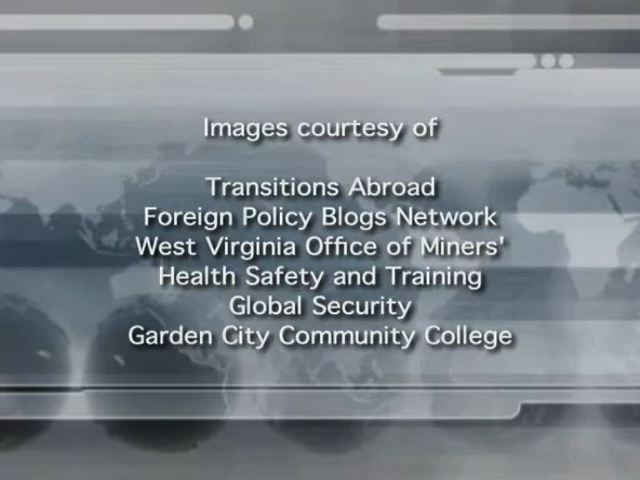 Images courtesy of
Transitions Abroad
Foreign Policy Blogs Network
West Virginia Office of Miners'
Health Safety and Training
Global Security
Garden City Community College